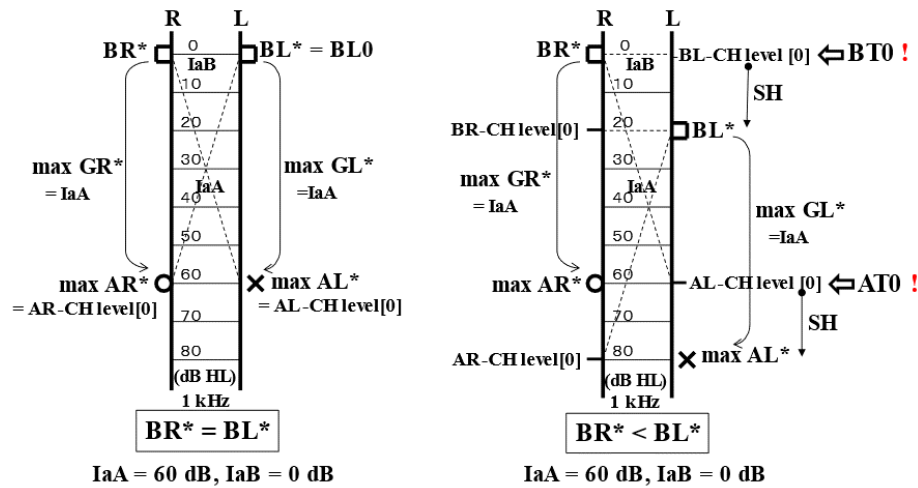 R L
BR* 0 BL* = BL0
IaB
10
20
30
max GR* max GL*
= IaA IaA =IaA
40
50
max AR* 60 max AL*
= AR-CH level[0] = AL-CH level[0]
70
80
(dB HL)
1 kHz
BR* = BL*
IaA = 60 dB, IaB = 0 dB
R L
BR* 0 BL-CH level [0] ⇦ BT0 !
IaB
10 SH
BR-CH level[0] 20 BL*
30
max GR* IaA max GL*
= IaA =IaA
40
50
max AR* 60 AL-CH level[0] ⇦ AT0 !
70 SH
AR-CH level[0] 80 max AL*
(dB HL)
1 kHz
BR* < BL*
IaA = 60 dB, IaB = 0 dB